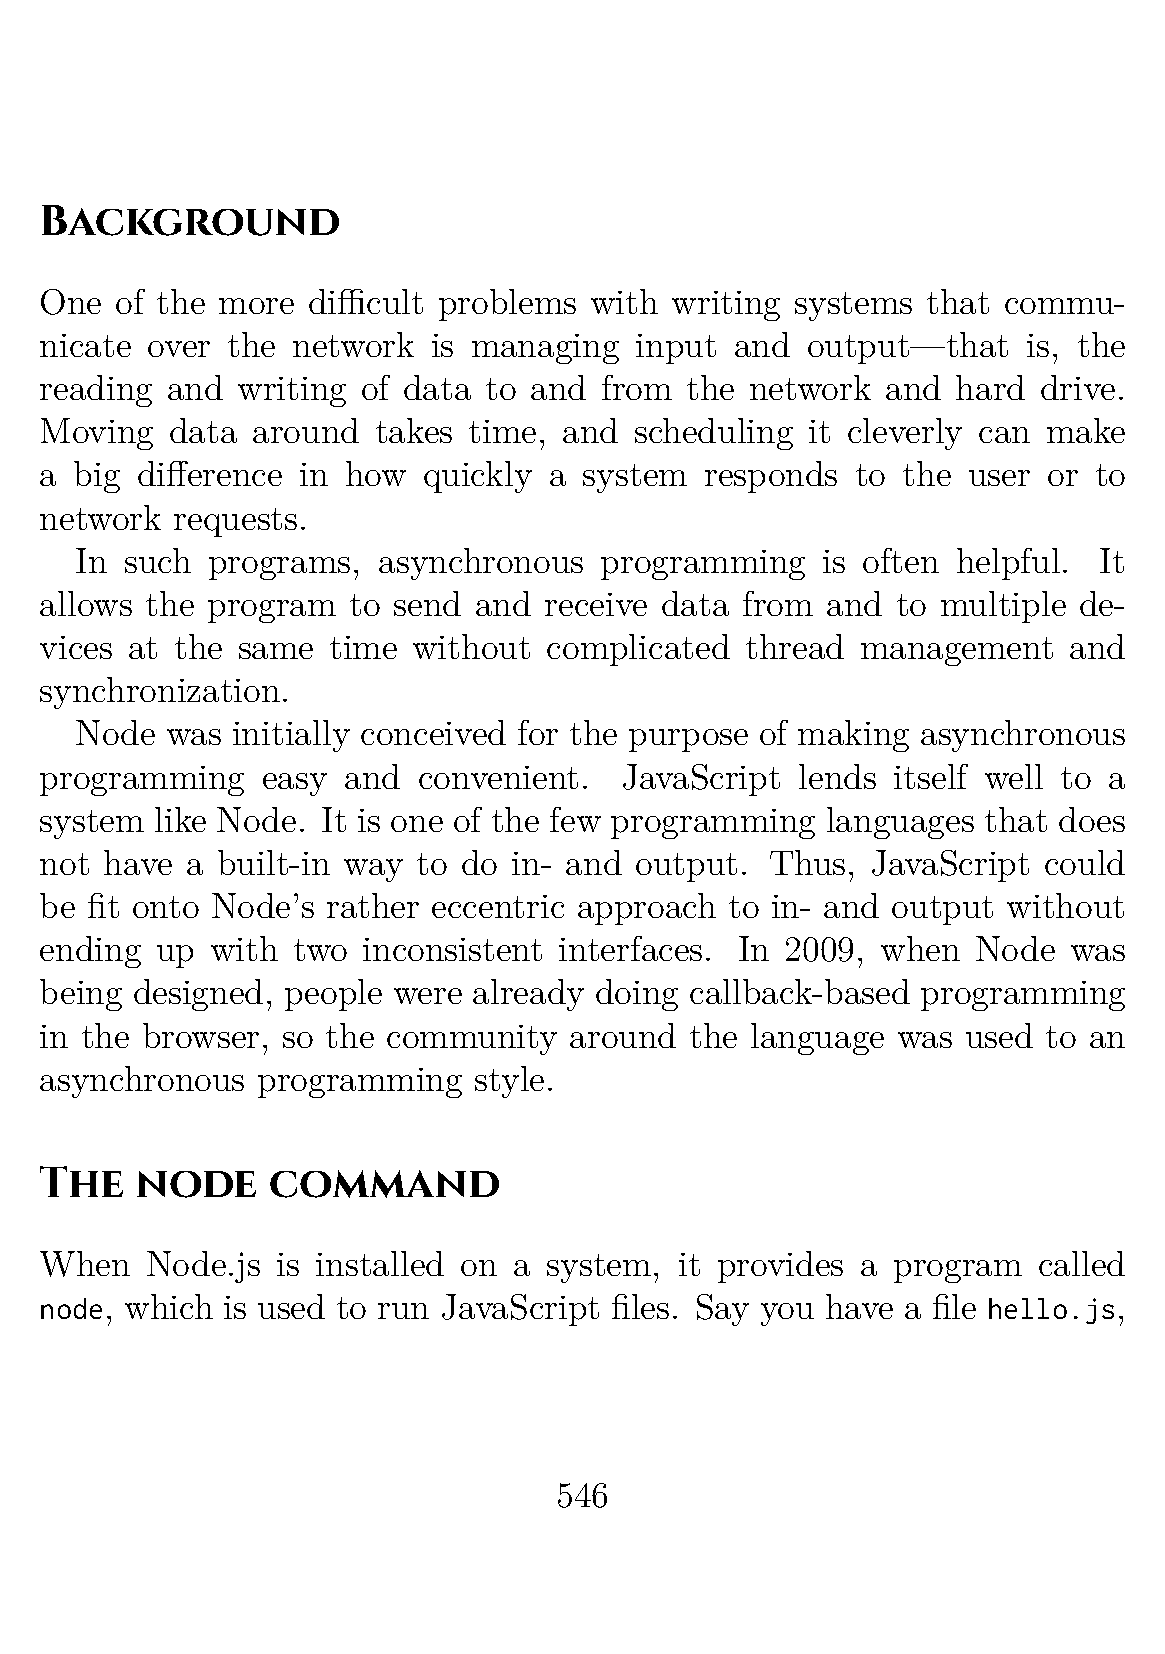 Background
One of the more difficult problems with writing systems that commu-
nicate over the network is managing input and output—that is, the
reading and writing of data to and from the network and hard drive.
Moving data around takes time, and scheduling it cleverly can make
a big difference in how quickly a system responds to the user or to
network requests.
In such programs, asynchronous programming is often helpful. It
allows the program to send and receive data from and to multiple de-
vices at the same time without complicated thread management and
synchronization.
Node was initially conceived for the purpose of making asynchronous
programming easy and convenient. JavaScript lends itself well to a
system like Node. It is one of the few programming languages that does
not have a built-in way to do in- and output. Thus, JavaScript could
be fit onto Node's rather eccentric approach to in- and output without
ending up with two inconsistent interfaces. In 2009, when Node was
being designed, people were already doing callback-based programming
in the browser, so the community around the language was used to an
asynchronous programming style.
The node command
When Node.js is installed on a system, it provides a program called
node, which is used to run JavaScript files. Say you have a file hello.js,
546